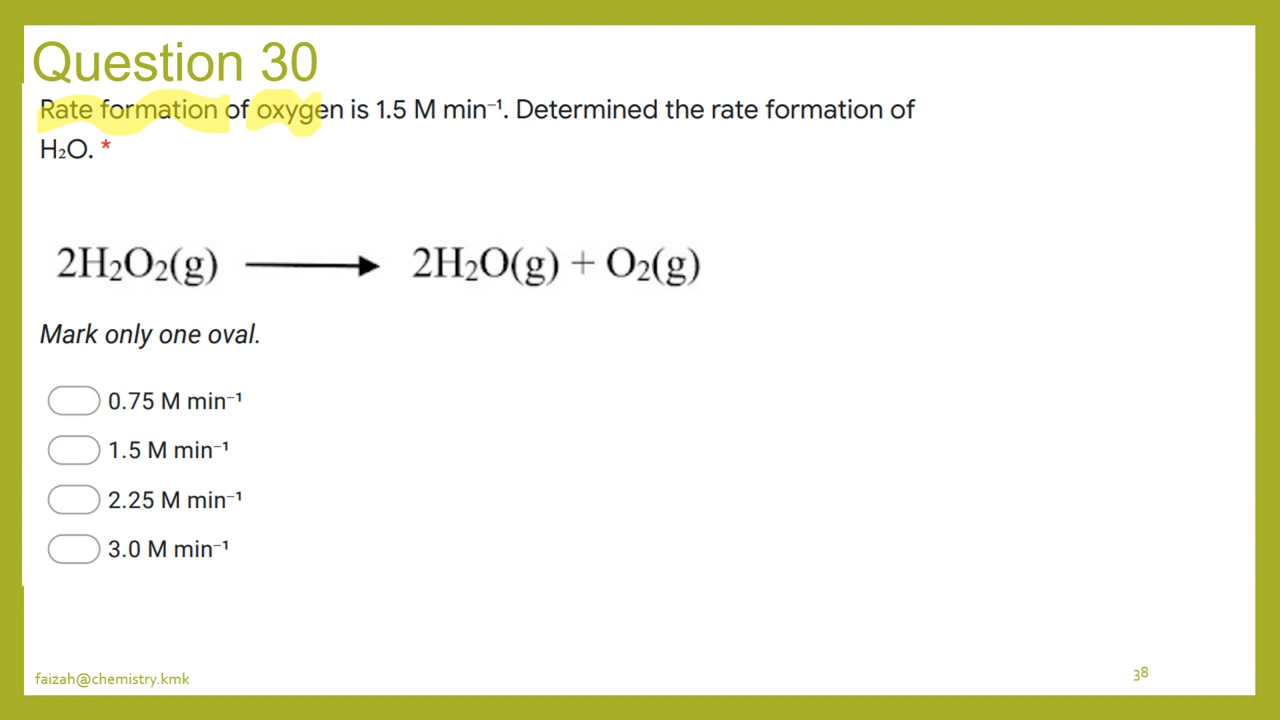 Question 30
Rate formation of oxygen is 1.5 M min⁻¹. Determined the rate formation of
H₂O. *
2H₂O₂(g) ⟶ 2H₂O(g) + O₂(g)
Mark only one oval.
0.75 M min⁻¹
1.5 M min⁻¹
2.25 M min⁻¹
3.0 M min⁻¹
faizah@chemistry.kmk
38